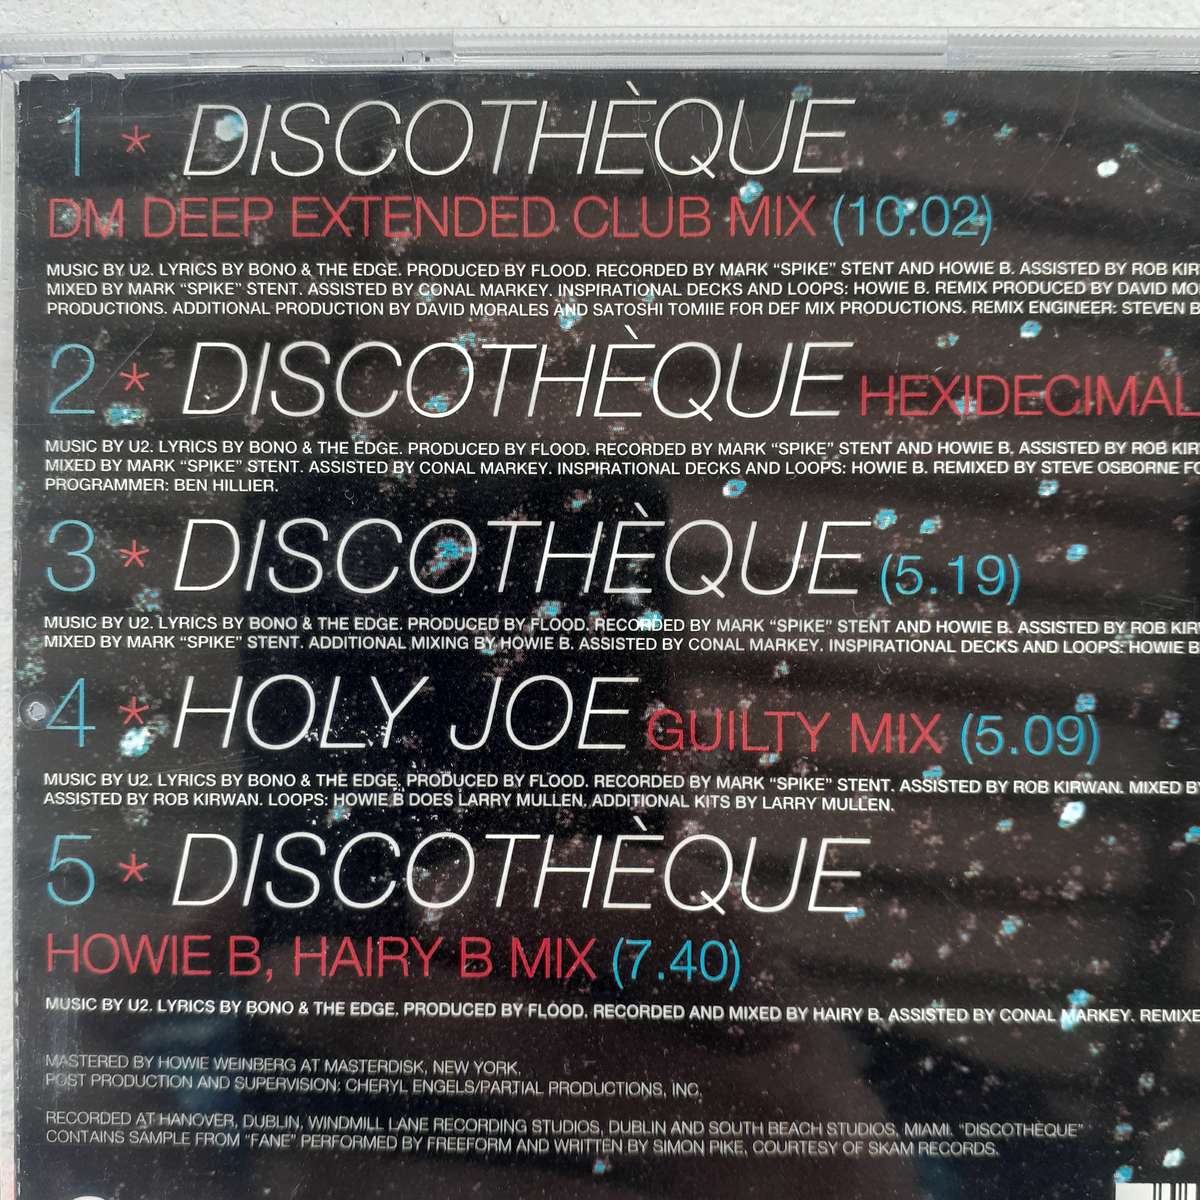 1 * DISCOTHÈQUE
DM DEEP EXTENDED CLUB MIX (10.02)
MUSIC BY U2. LYRICS BY BONO & THE EDGE. PRODUCED BY FLOOD. RECORDED BY MARK “SPIKE” STENT AND HOWIE B. ASSISTED BY ROB
MIXED BY MARK “SPIKE” STENT. ASSISTED BY CONAL MARKEY. INSPIRATIONAL DECKS AND LOOPS: HOWIE B. REMIX PRODUCED BY DAVID
PRODUCTIONS. ADDITIONAL PRODUCTION BY DAVID MORALES AND SATOSHI TOMIIE FOR DEF MIX PRODUCTIONS. REMIX ENGINEER: STEVEN
2 * DISCOTHÈQUE HEXIDECIMAL
MUSIC BY U2. LYRICS BY BONO & THE EDGE. PRODUCED BY FLOOD. RECORDED BY MARK “SPIKE” STENT AND HOWIE B. ASSISTED BY ROB
MIXED BY MARK “SPIKE” STENT. ASSISTED BY CONAL MARKEY. INSPIRATIONAL DECKS AND LOOPS: HOWIE B. REMIXED BY STEVE OSBORNE
PROGRAMMER: BEN HILLIER.
3 * DISCOTHÈQUE (5.19)
MUSIC BY U2. LYRICS BY BONO & THE EDGE. PRODUCED BY FLOOD. RECORDED BY MARK “SPIKE” STENT AND HOWIE B. ASSISTED BY ROB
MIXED BY MARK “SPIKE” STENT. ADDITIONAL MIXING BY HOWIE B. ASSISTED BY CONAL MARKEY. INSPIRATIONAL DECKS AND LOOPS: HOWIE B
4 * HOLY JOE GUILTY MIX (5.09)
MUSIC BY U2. LYRICS BY BONO & THE EDGE. PRODUCED BY FLOOD. RECORDED BY MARK “SPIKE” STENT. ASSISTED BY ROB KIRWAN. MIXED BY
ASSISTED BY ROB KIRWAN. LOOPS: HOWIE B DOES LARRY MULLEN. ADDITIONAL KITS BY LARRY MULLEN.
5 * DISCOTHÈQUE
HOWIE B, HAIRY B MIX (7.40)
MUSIC BY U2. LYRICS BY BONO & THE EDGE. PRODUCED BY FLOOD. RECORDED AND MIXED BY HAIRY B. ASSISTED BY CONAL MARKEY.
MASTERED BY HOWIE WEINBERG AT MASTERDISK, NEW YORK.
POST PRODUCTION AND SUPERVISION: CHERYL ENGELS/PARTIAL PRODUCTIONS, INC.
RECORDED AT HANOVER, DUBLIN, WINDMILL LANE RECORDING STUDIOS, DUBLIN AND SOUTH BEACH STUDIOS, MIAMI. “DISCOTHÈQUE”
CONTAINS SAMPLE FROM “FANE” PERFORMED BY FREEFORM AND WRITTEN BY SIMON PIKE, COURTESY OF SKAM RECORDS.